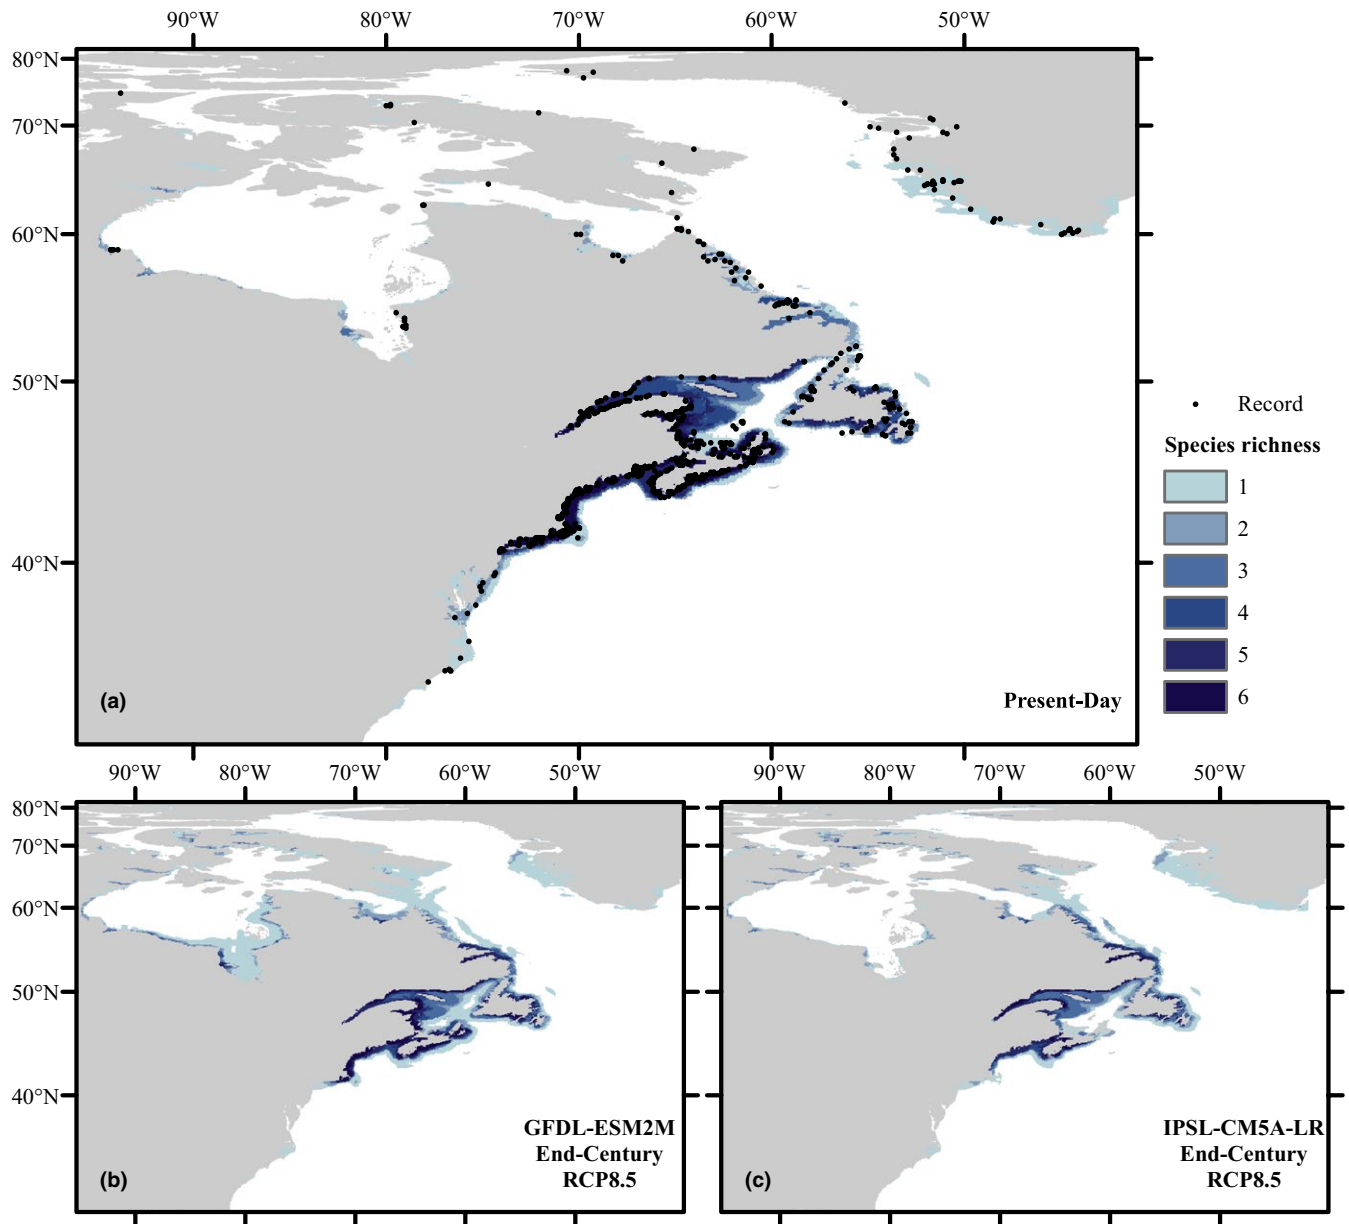 90°W 80°W 70°W 60°W 50°W
80°N
70°N
60°N
50°N
40°N
Record
Species richness
1
2
3
4
5
6
(a)
Present-Day
90°W 80°W 70°W 60°W 50°W
90°W 80°W 70°W 60°W 50°W
80°N
70°N
60°N
50°N
40°N
GFDL-ESM2M
End-Century
RCP8.5
(b)
IPSL-CM5A-LR
End-Century
RCP8.5
(c)